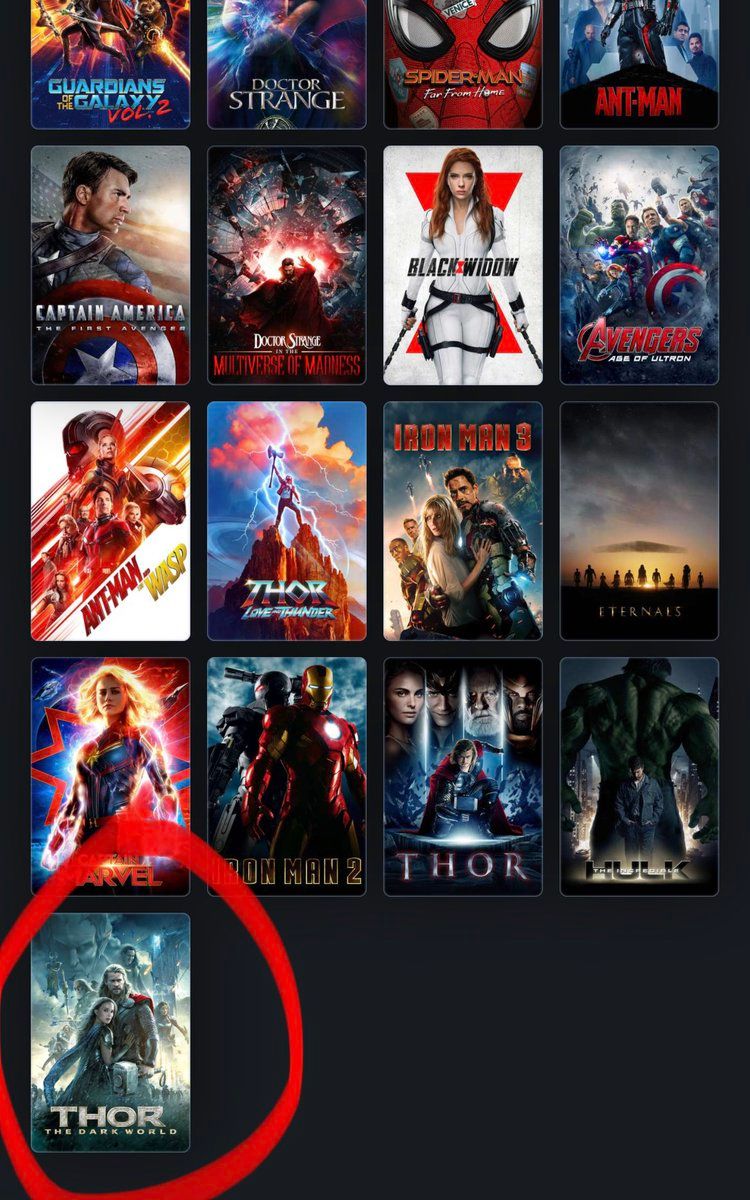 GUARDIANS
OF THE GALAXY
VOL. 2
DOCTOR
STRANGE
VENICE
SPIDER-MAN
Far From Home
ANT-MAN
CAPTAIN AMERICA
THE FIRST AVENGER
DOCTOR STRANGE
IN THE
MULTIVERSE OF MADNESS
BLACK WIDOW
AVENGERS
AGE OF ULTRON
ANT-MAN AND THE WASP
THOR
LOVE AND THUNDER
IRON MAN 3
ETERNALS
CAPTAIN
MARVEL
IRON MAN 2
THOR
THE INCREDIBLE
HULK
THOR
THE DARK WORLD